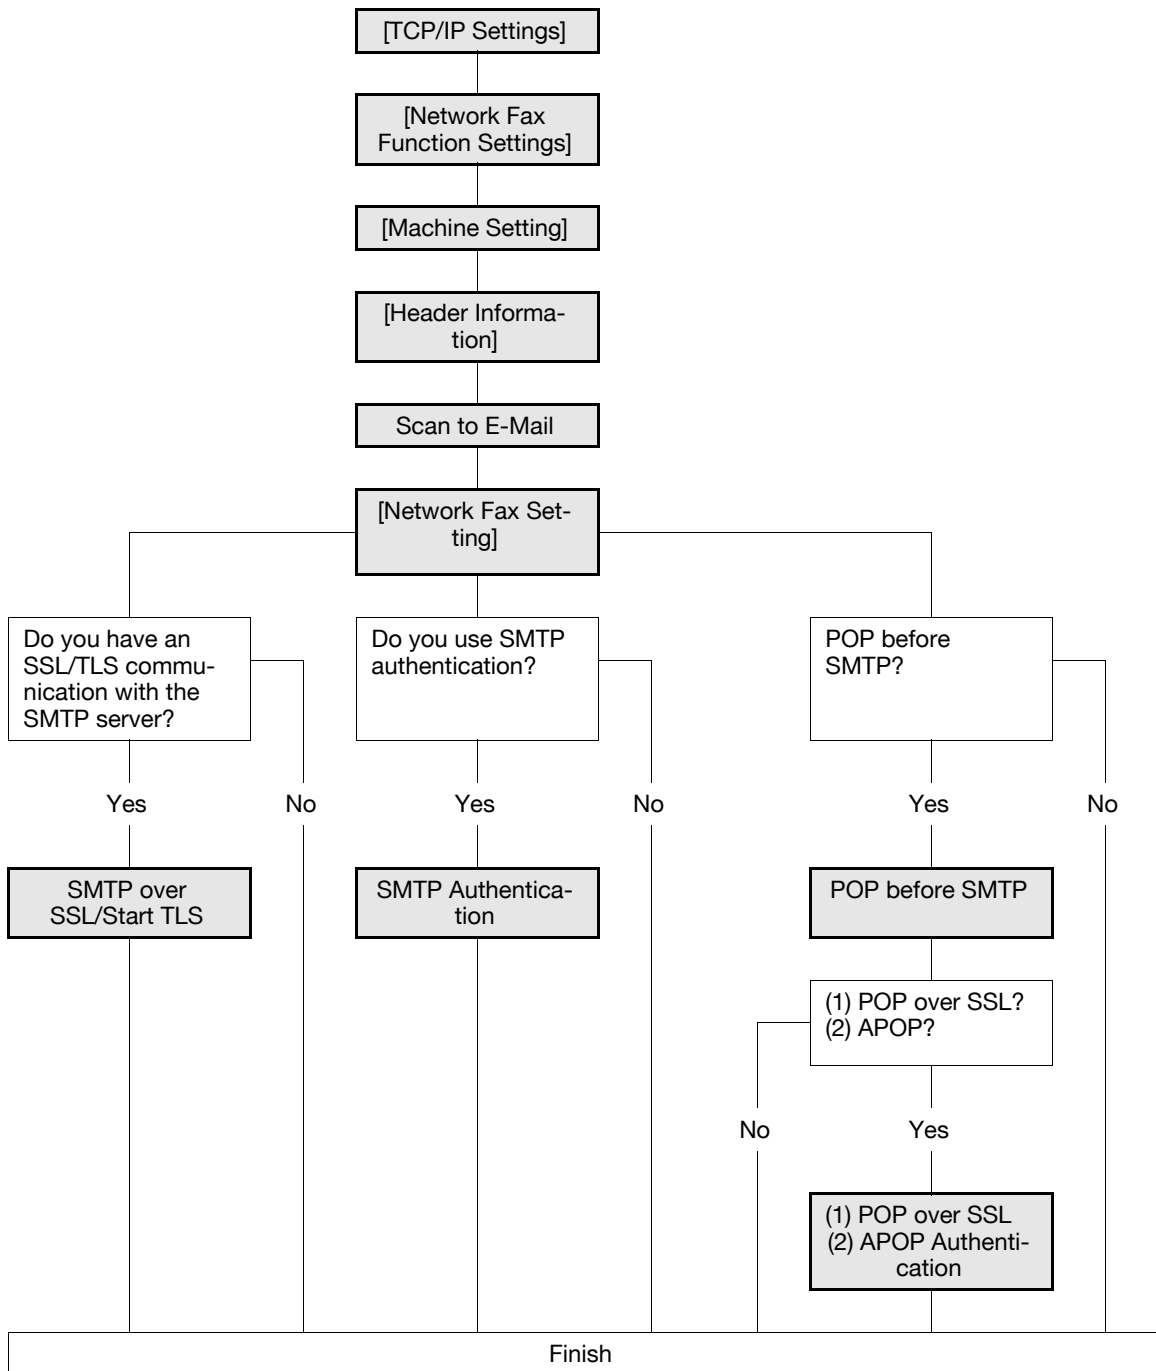 [TCP/IP Settings]
[Network Fax
Function Settings]
[Machine Setting]
[Header Informa-
tion]
Scan to E-Mail
[Network Fax Set-
ting]
Do you have an
SSL/TLS commu-
nication with the
SMTP server?
Do you use SMTP
authentication?
POP before
SMTP?
Yes
No
Yes
No
Yes
No
SMTP over
SSL/Start TLS
SMTP Authentica-
tion
POP before SMTP
(1) POP over SSL?
(2) APOP?
No
Yes
(1) POP over SSL
(2) APOP Authenti-
cation
Finish